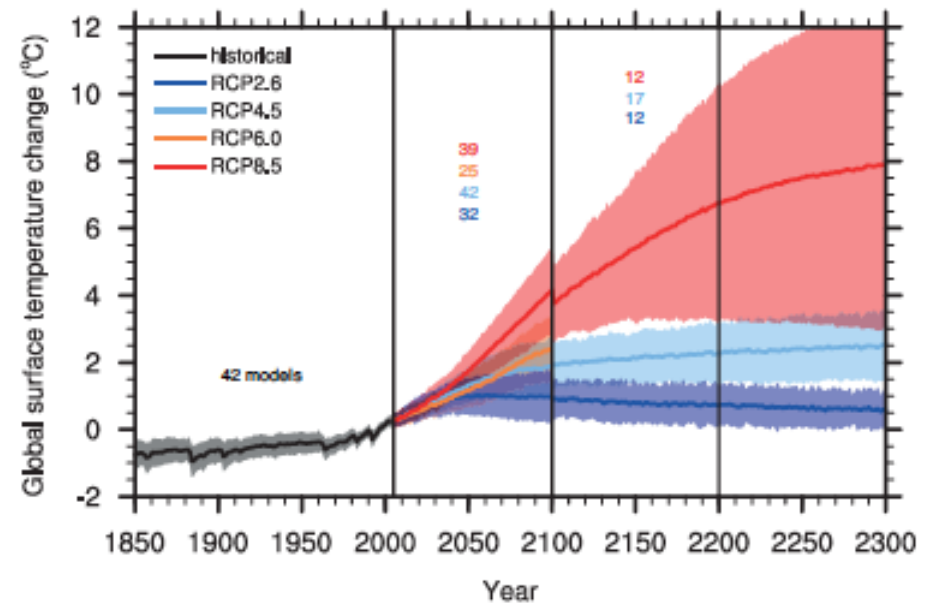 Global surface temperature change (°C)
12
10
8
6
4
2
0
-2
historical
RCP2.6
RCP4.5
RCP6.0
RCP8.5
42 models
39
25
42
32
12
17
12
1850 1900 1950 2000 2050 2100 2150 2200 2250 2300
Year